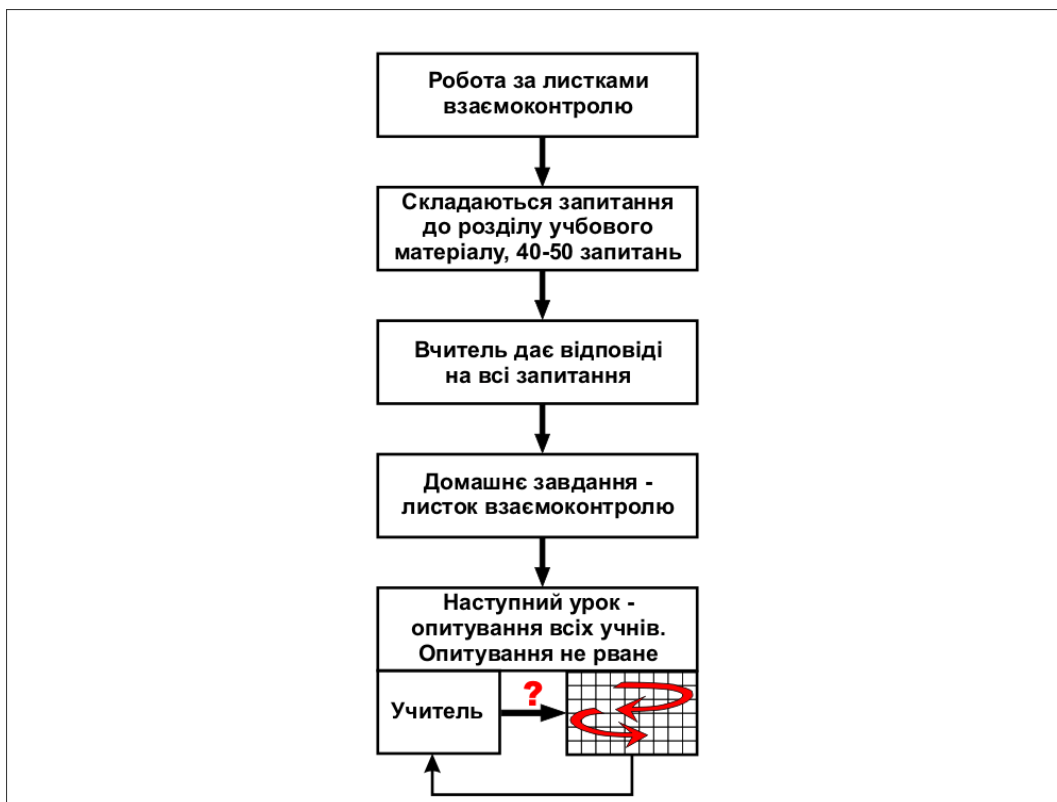 Робота за листками
взаємоконтролю
Складаються запитання
до розділу учбового
матеріалу, 40-50 запитань
Вчитель дає відповіді
на всі запитання
Домашнє завдання -
листок взаємоконтролю
Наступний урок -
опитування всіх учнів.
Опитування не рване
Учитель
?